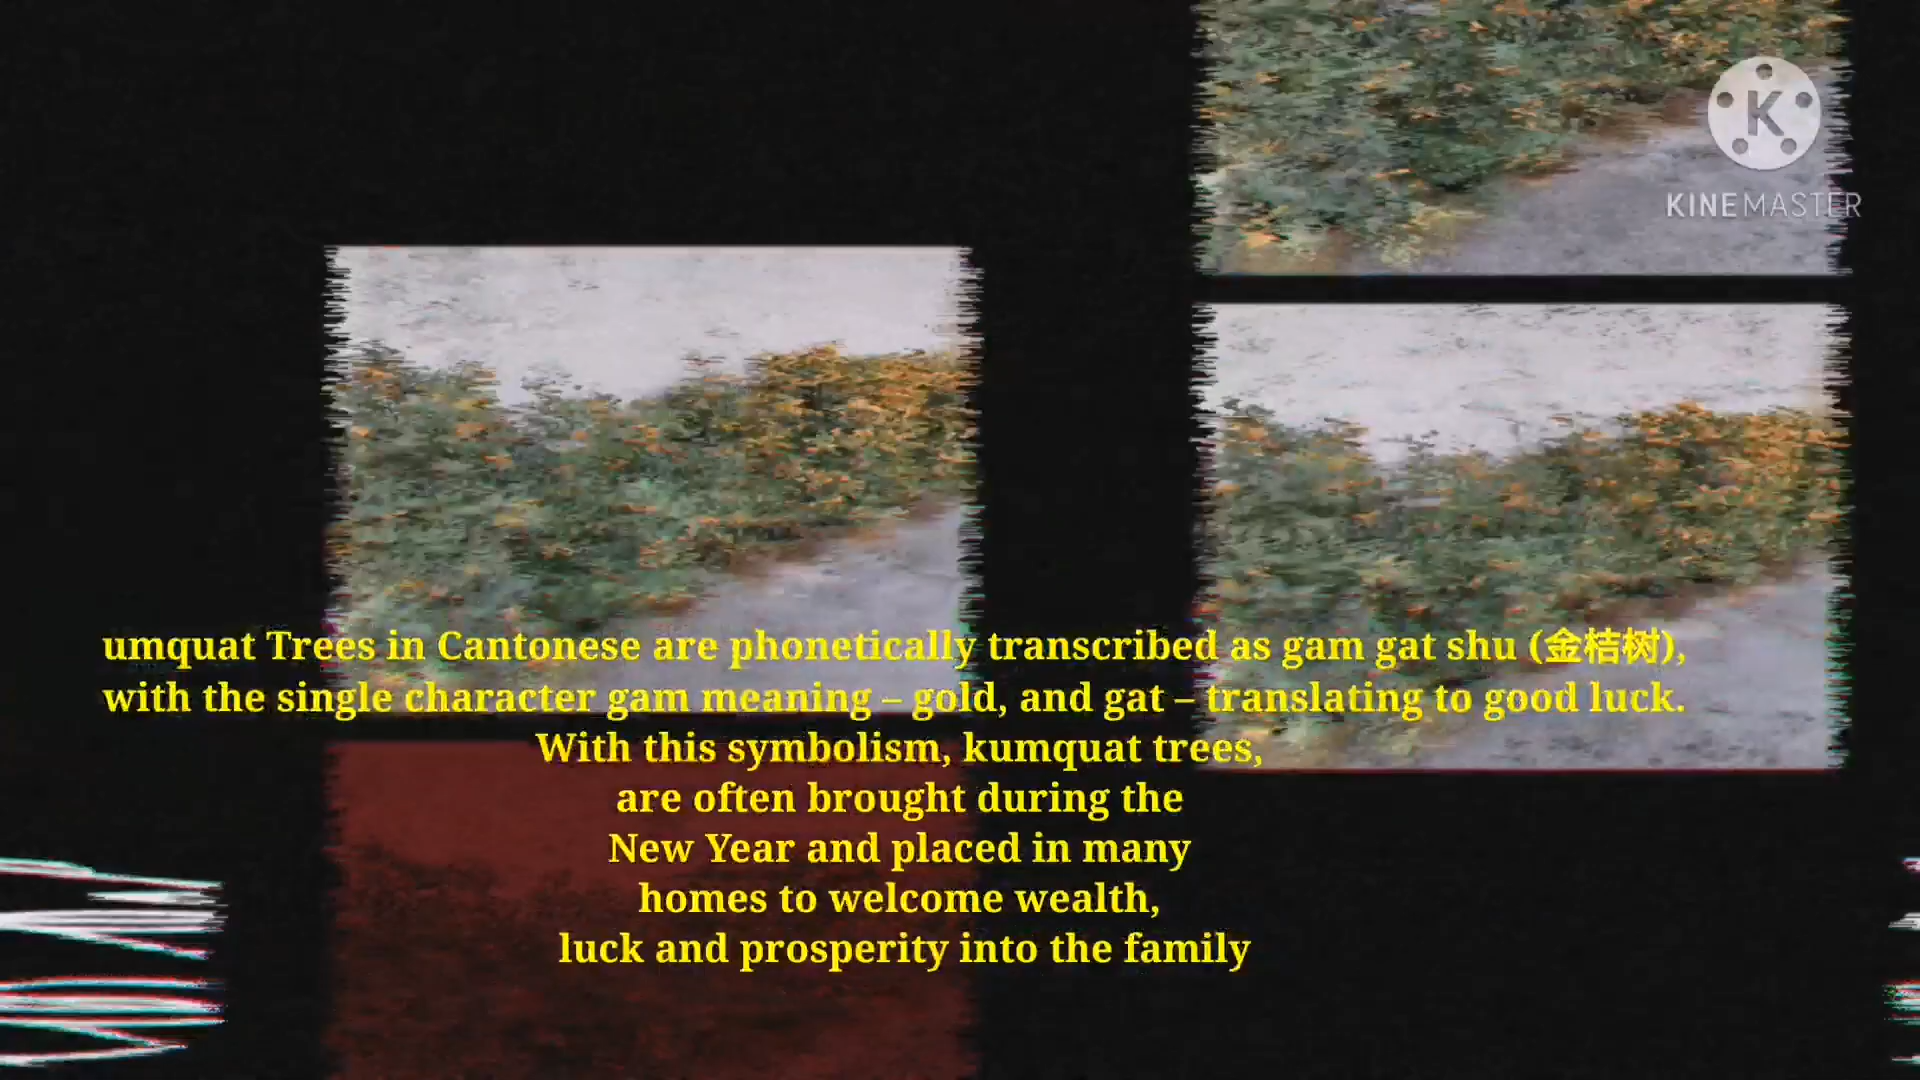 K
KINEMASTER
umquat Trees in Cantonese are phonetically transcribed as gam gat shu (金桔树),
with the single character gam meaning – gold, and gat – translating to good luck.
With this symbolism, kumquat trees,
are often brought during the
New Year and placed in many
homes to welcome wealth,
luck and prosperity into the family